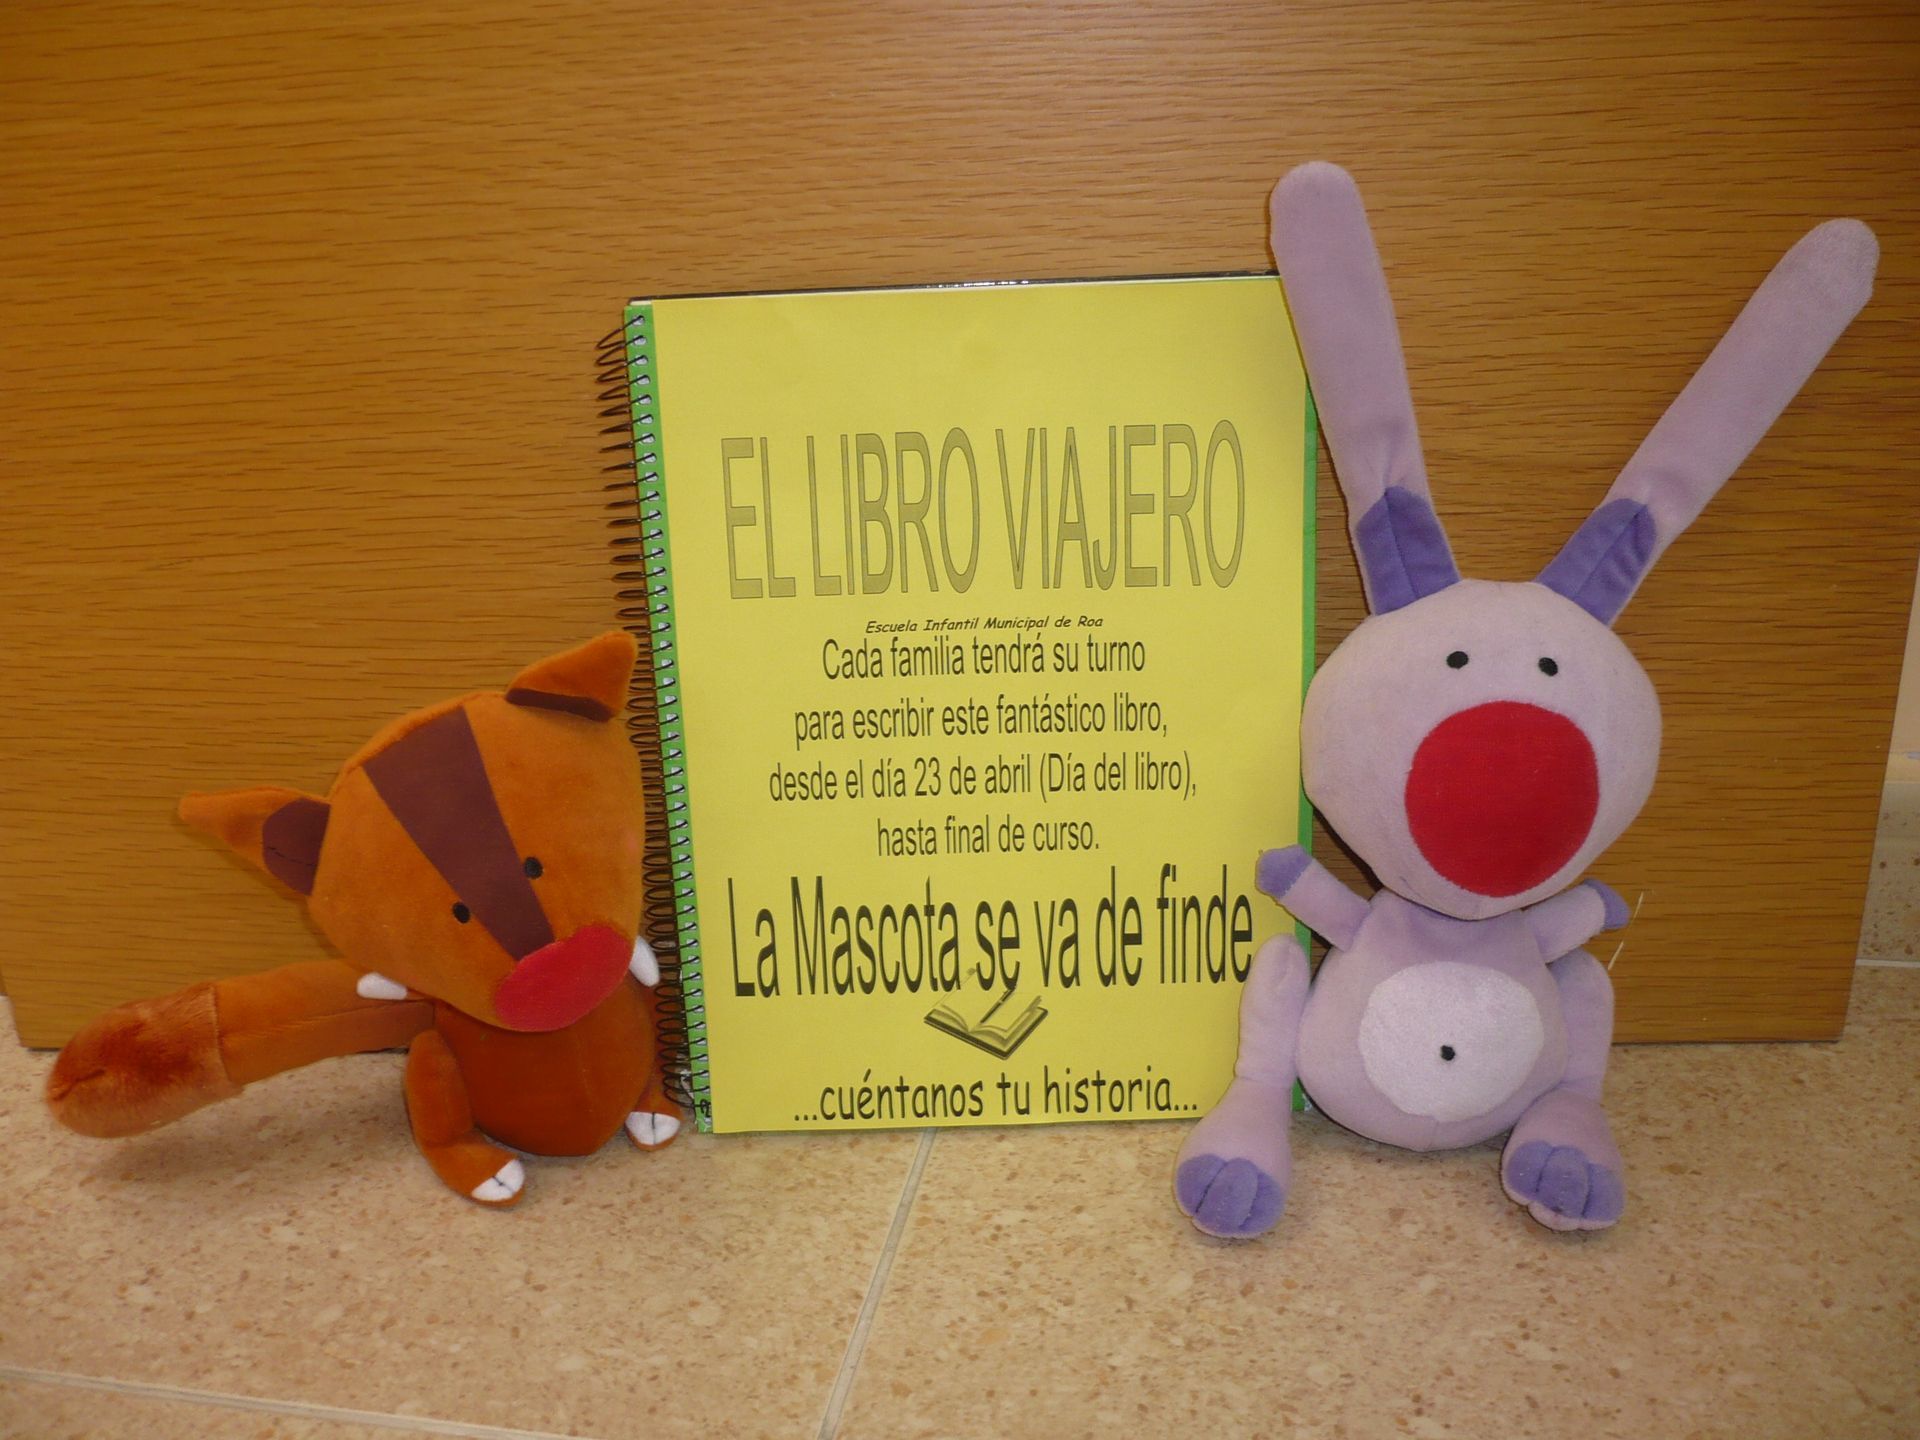 EL LIBRO VIAJERO
Escuela Infantil Municipal de Roa
Cada familia tendrá su turno
para escribir este fantástico libro,
desde el día 23 de abril (Día del libro),
hasta final de curso.
La Mascota se va de finde
...cuéntanos tu historia...